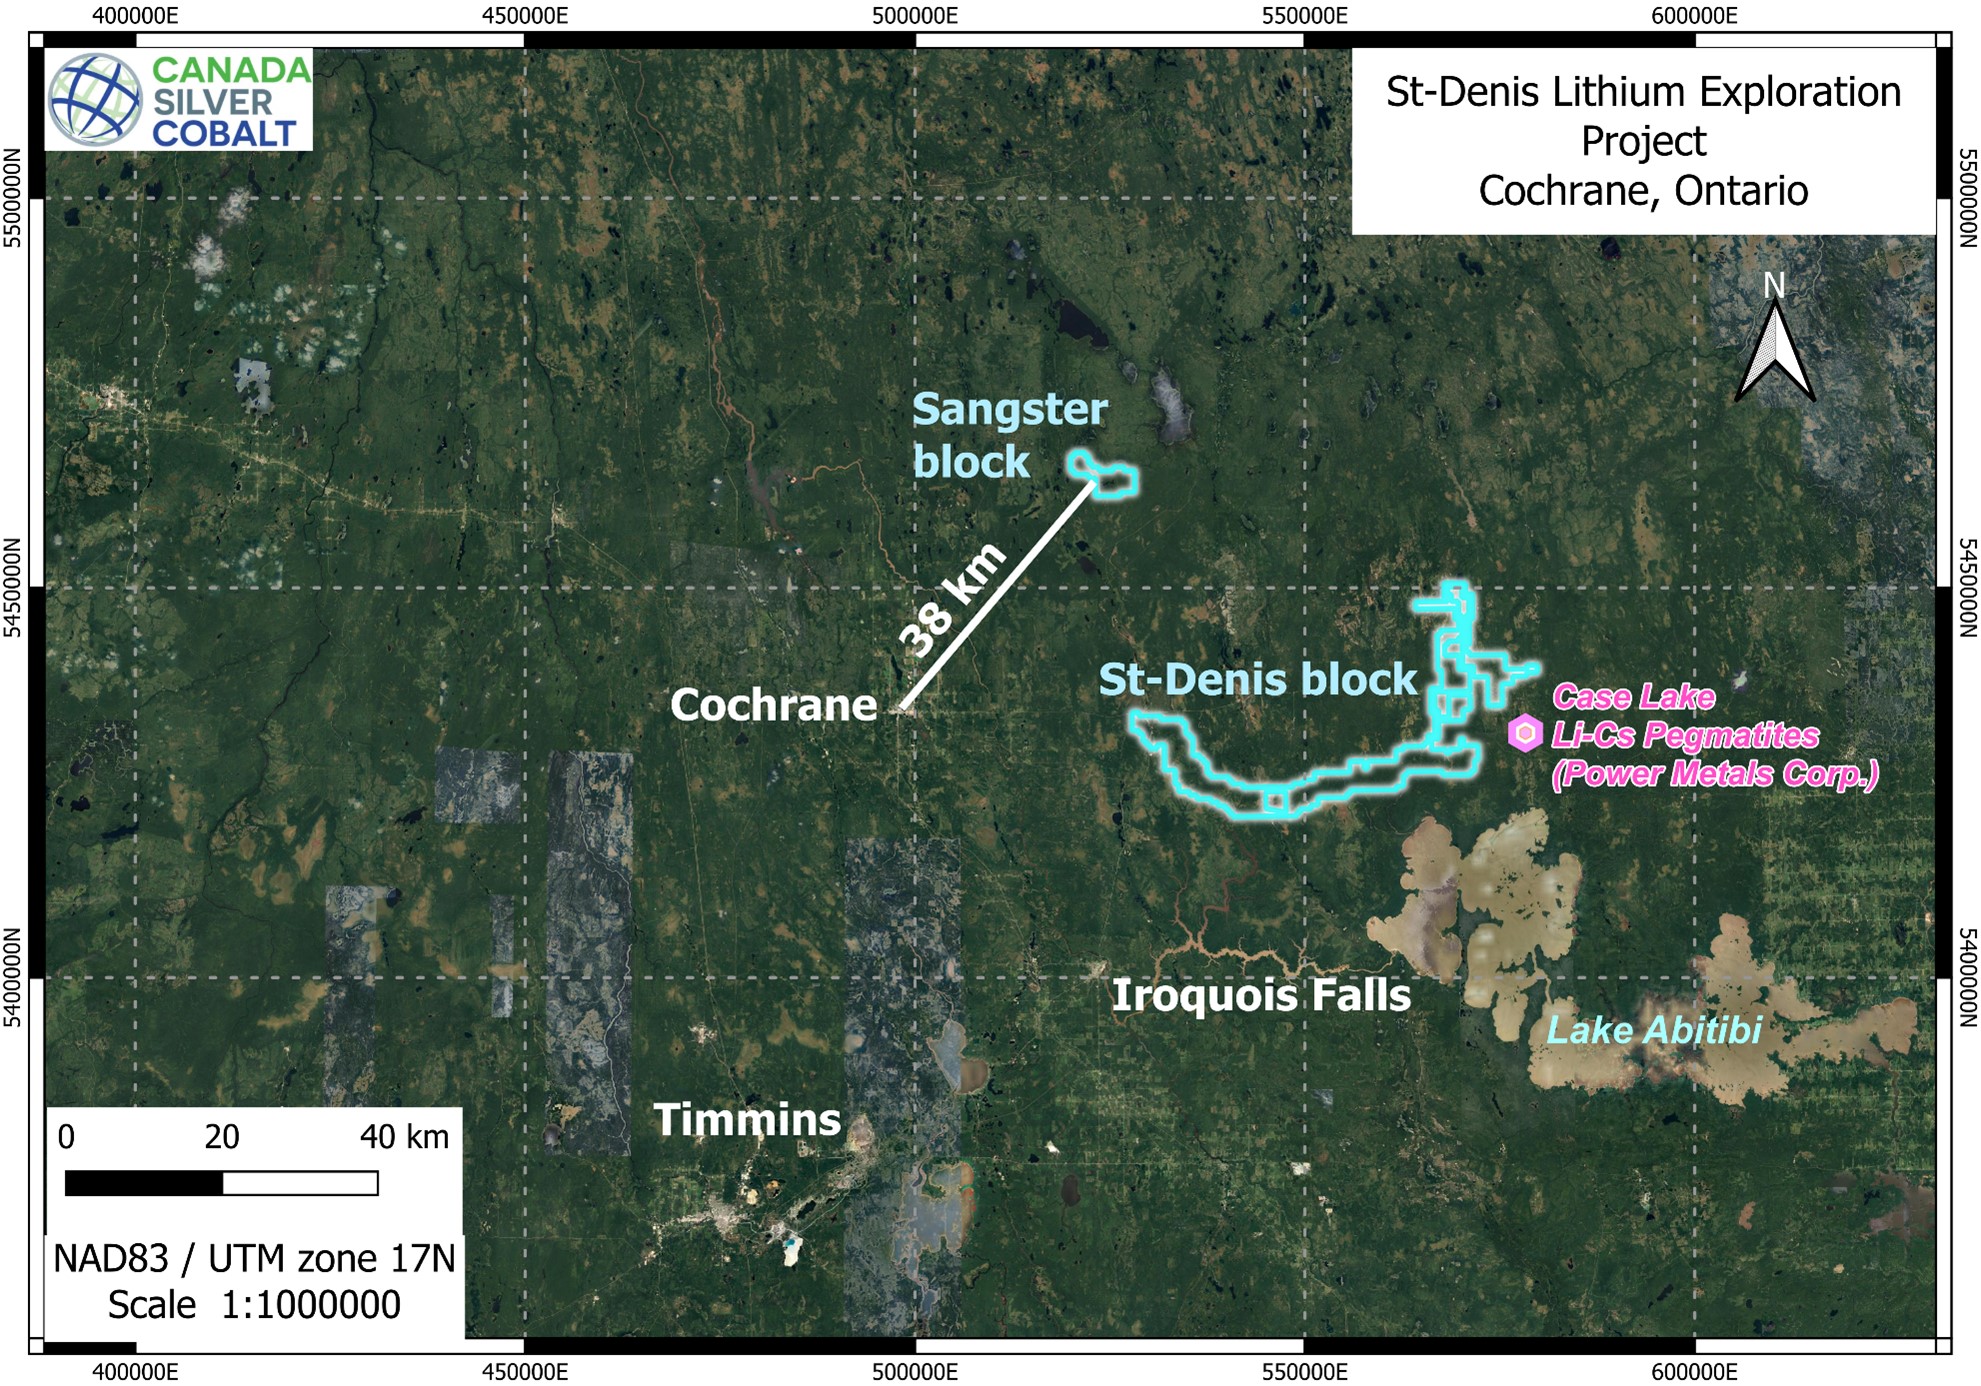 400000E 450000E 500000E 550000E 600000E
CANADA
SILVER
COBALT
St-Denis Lithium Exploration
Project
Cochrane, Ontario
5500000N
5500000N
N
Sangster
block
38 km
5450000N
5450000N
St-Denis block
Cochrane
Case Lake
Li-Cs Pegmatites
(Power Metals Corp.)
5400000N
5400000N
Iroquois Falls
Lake Abitibi
Timmins
0 20 40 km
NAD83 / UTM zone 17N
Scale 1:1000000
400000E 450000E 500000E 550000E 600000E